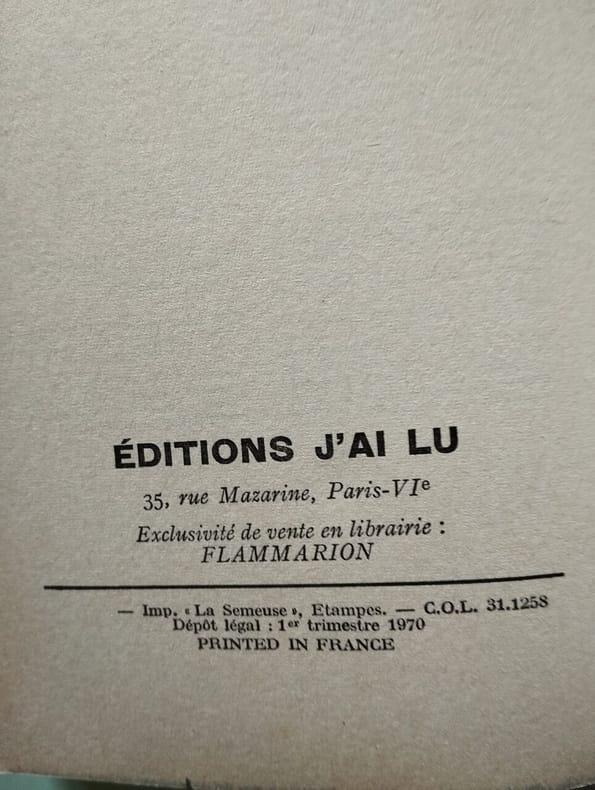 ÉDITIONS J'AI LU
35, rue Mazarine, Paris-VIe
Exclusivité de vente en librairie :
FLAMMARION
— Imp. « La Semeuse », Etampes. — C.O.L. 31.1258
Dépôt légal : 1er trimestre 1970
PRINTED IN FRANCE